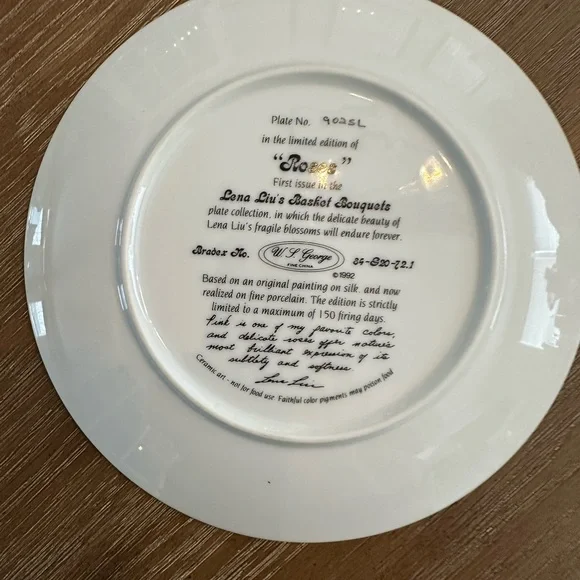 Plate No. 9025L
in the limited edition of
"Roses"
First issue in the
Lena Liu's Basket Bouquets
plate collection, in which the delicate beauty of
Lena Liu's fragile blossoms will endure forever.
Bradex No. W. S. George 84-G20-72.1
FINE CHINA
©1992
Based on an original painting on silk, and now
realized on fine porcelain. The edition is strictly
limited to a maximum of 150 firing days.
Pink is one of my favorite colors,
and delicate roses offer nature's
most brilliant expression of its
subtlety and softness.
Lena Liu
Ceramic art - not for food use. Faithful color pigments may poison food